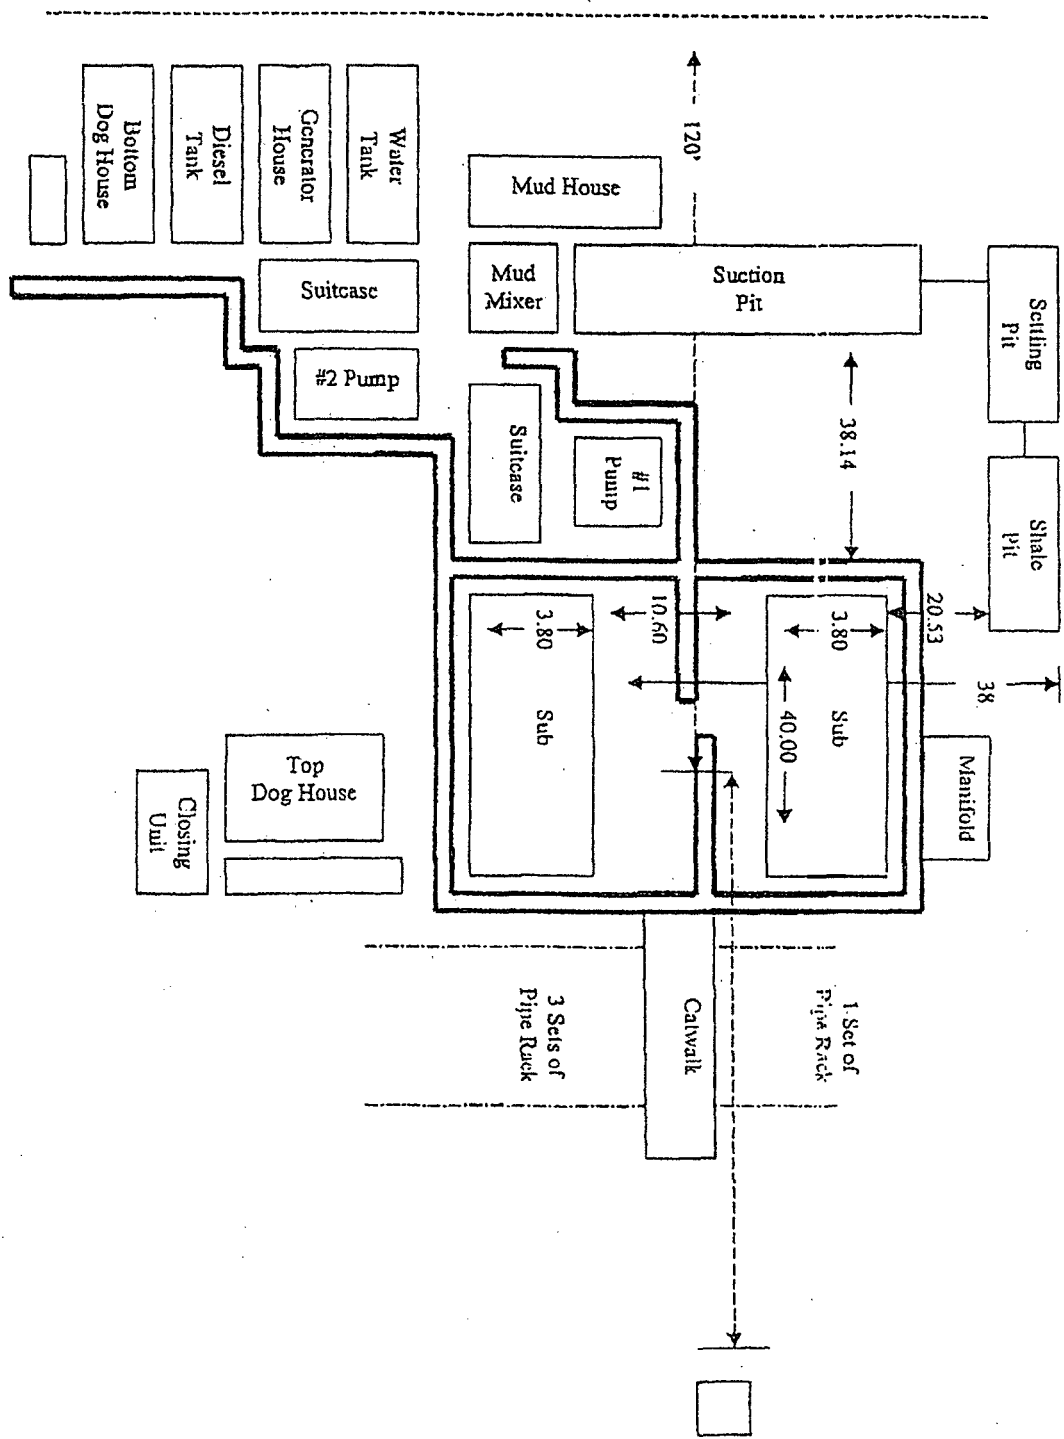 Water
Tank
Generator
House
Diesel
Tank
Bottom
Dog House
120'
Mud House
Mud
Mixer
Suction
Pit
Settling
Pit
Suitcase
#2 Pump
Suitcase
#1
Pump
38.14
Shale
Pit
3.80
10.60
3.80
20.53
38
40.00
Sub
Sub
Manifold
Top
Dog House
Closing
Unit
3 Sets of
Pipe Rack
Catwalk
1 Set of
Pipe Rack